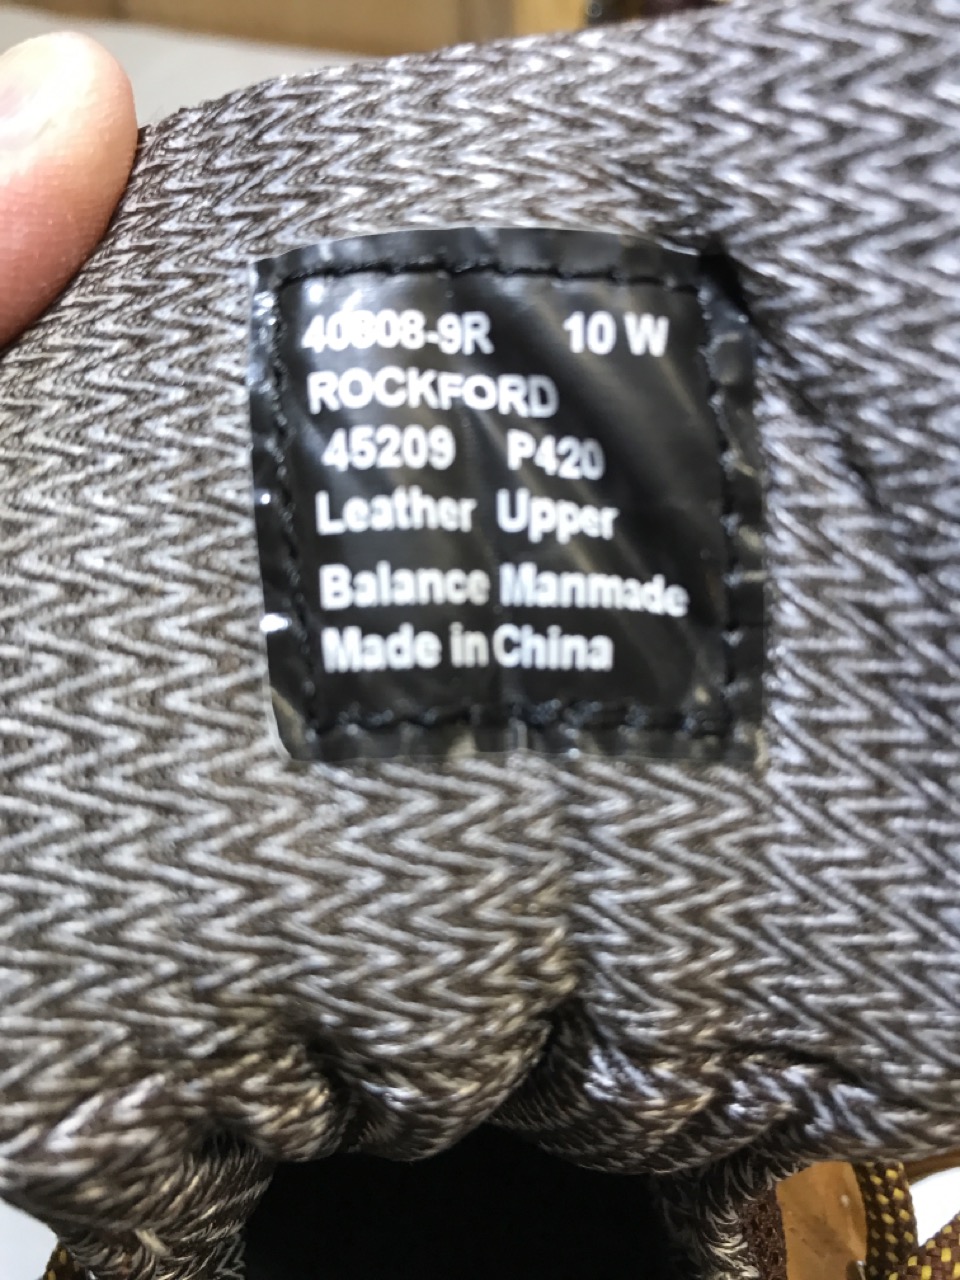 40808-9R 10 W
ROCKFORD
45209 P420
Leather Upper
Balance Manmade
Made in China